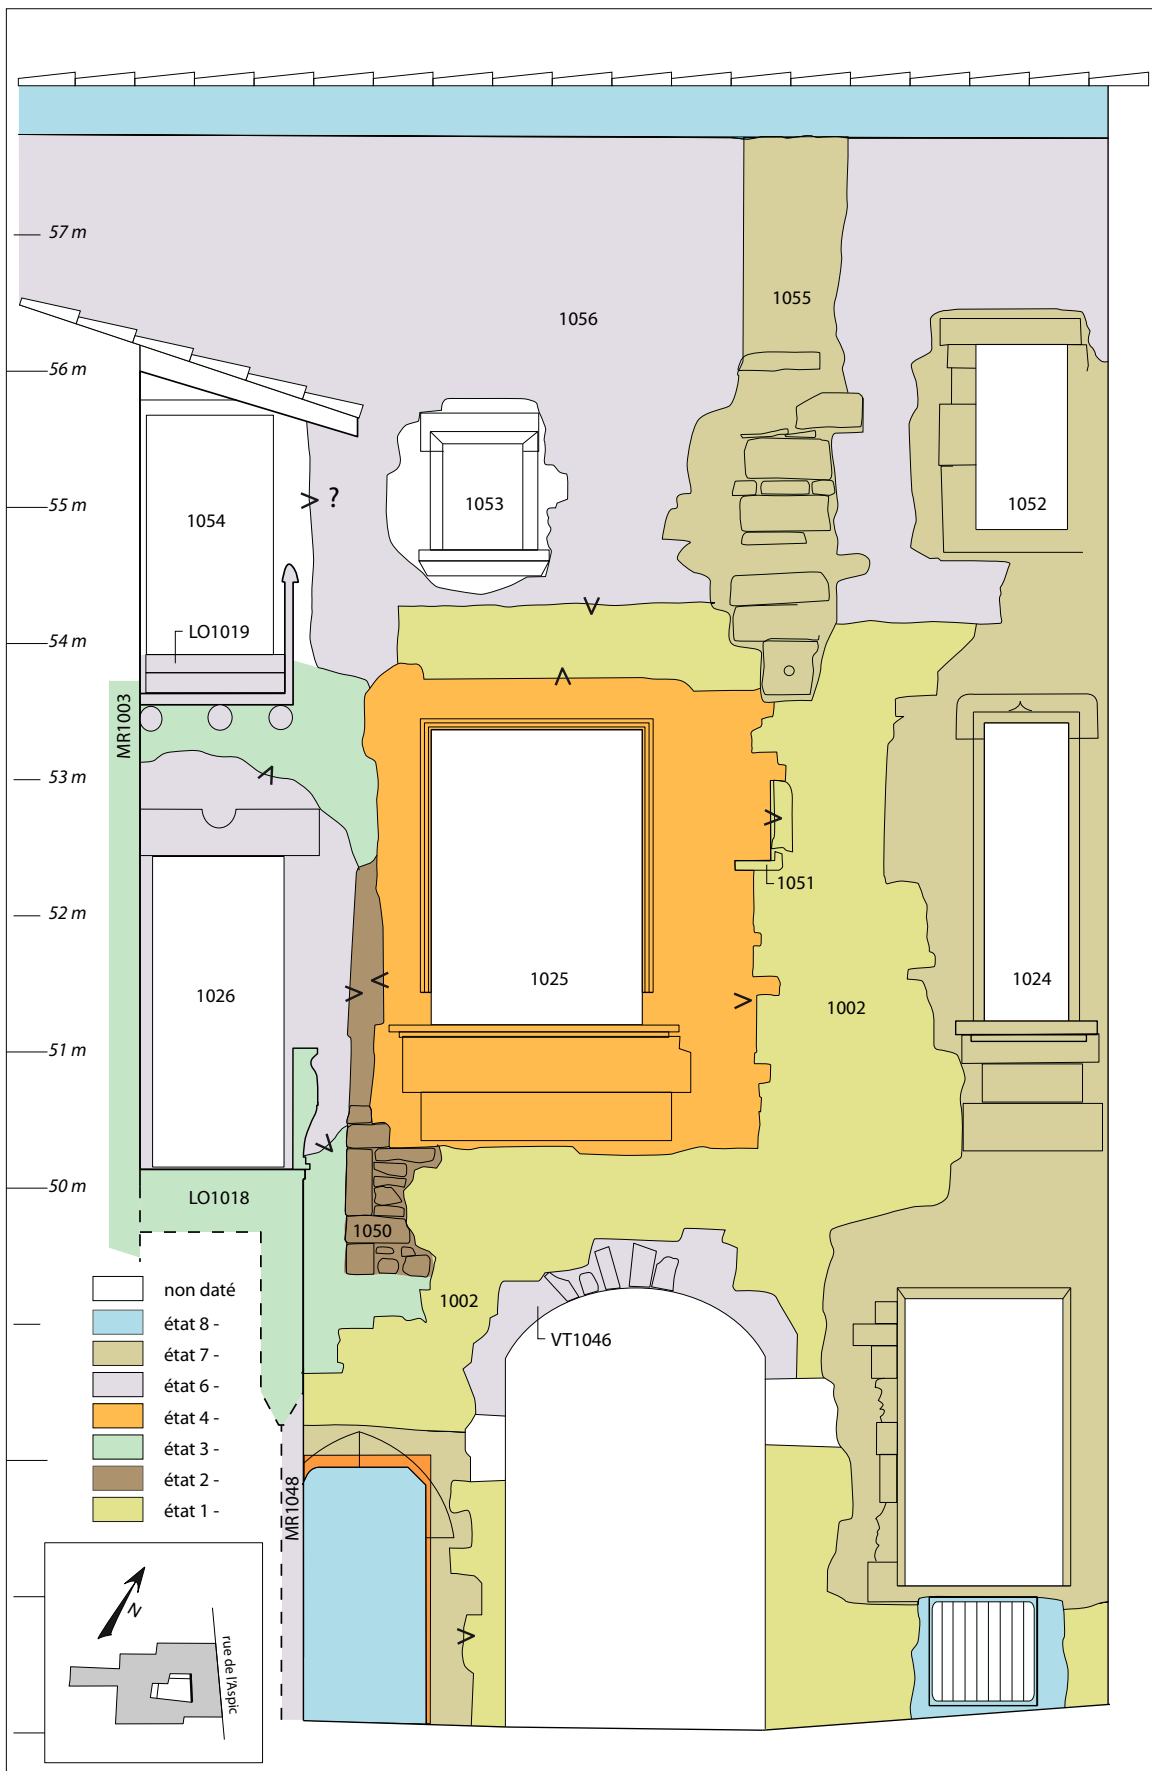 57 m
1055
1056
56 m
1054
> ?
1053
1052
55 m
LO1019
54 m
MR1003
53 m
1051
52 m
1026
1025
1024
1002
51 m
50 m
LO1018
1050
1002
VT1046
non daté
état 8 -
état 7 -
état 6 -
état 4 -
état 3 -
état 2 -
état 1 -
MR1048
N
rue de l'Aspic